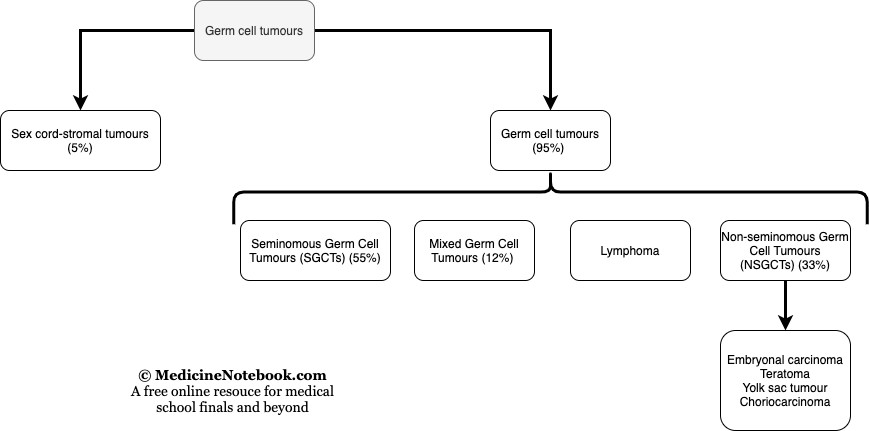 Germ cell tumours
Sex cord-stromal tumours
(5%)
Germ cell tumours
(95%)
Seminomous Germ Cell
Tumours (SGCTs) (55%)
Mixed Germ Cell
Tumours (12%)
Lymphoma
Non-seminomous Germ
Cell Tumours
(NSGCTs) (33%)
Embryonal carcinoma
Teratoma
Yolk sac tumour
Choriocarcinoma
© MedicineNotebook.com
A free online resouce for medical
school finals and beyond